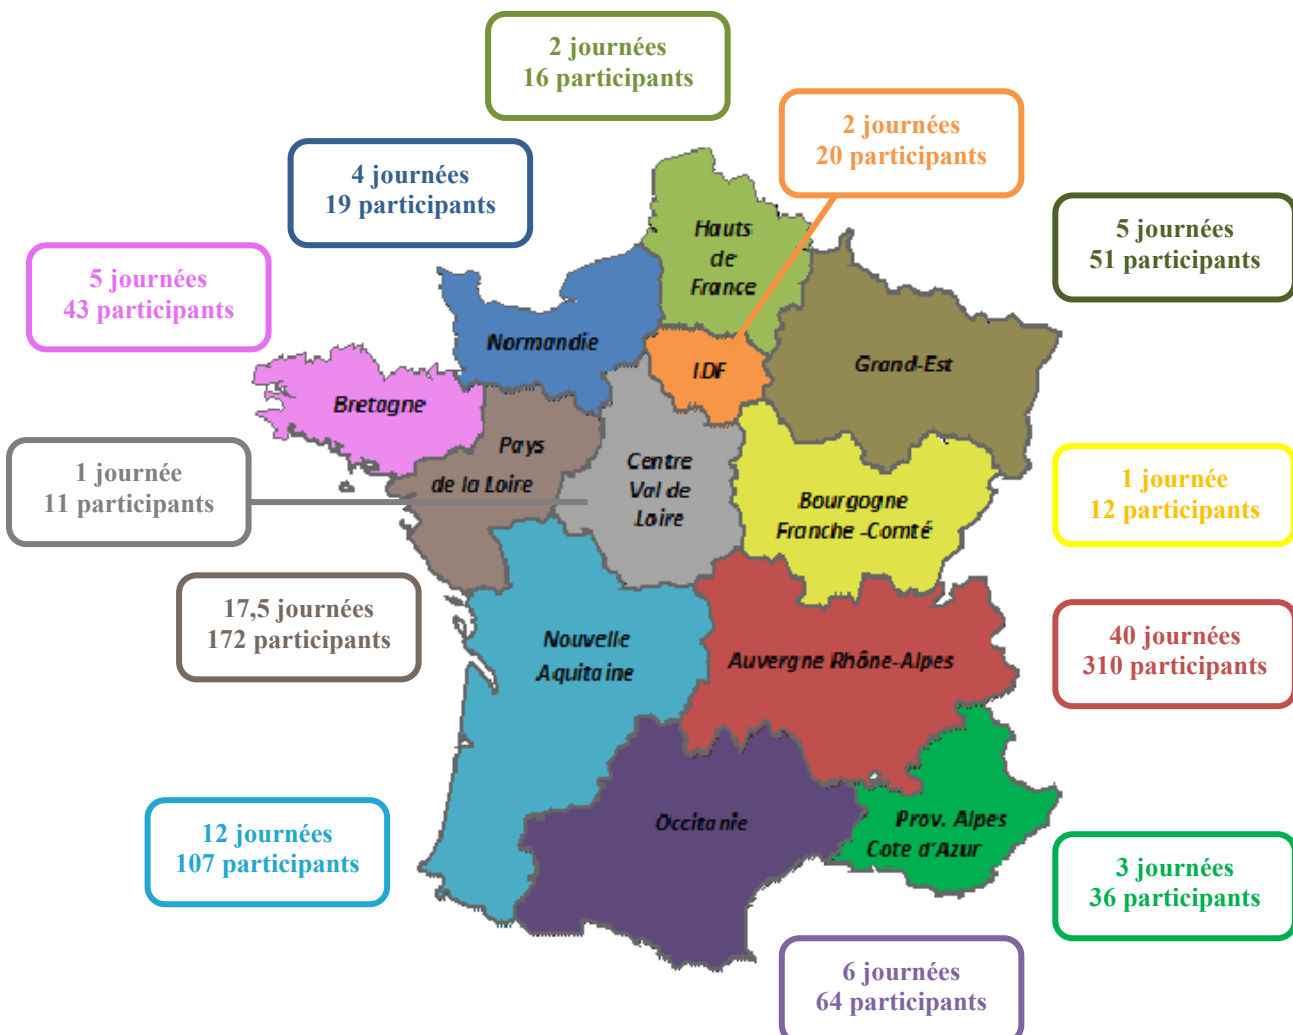 2 journées
16 participants
2 journées
20 participants
4 journées
19 participants
5 journées
51 participants
5 journées
43 participants
Hauts
de
France
Normandie
IDF
Grand-Est
Bretagne
Pays
de la Loire
Centre
Val de
Loire
Bourgogne
Franche -Comté
1 journée
11 participants
1 journée
12 participants
17,5 journées
172 participants
Nouvelle
Aquitaine
Auvergne Rhône-Alpes
40 journées
310 participants
12 journées
107 participants
Occitanie
Prov. Alpes
Cote d'Azur
3 journées
36 participants
6 journées
64 participants